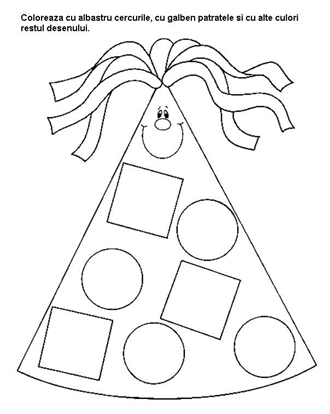 Coloreaza cu albastru cercurile, cu galben patratele si cu alte culori
restul desenului.